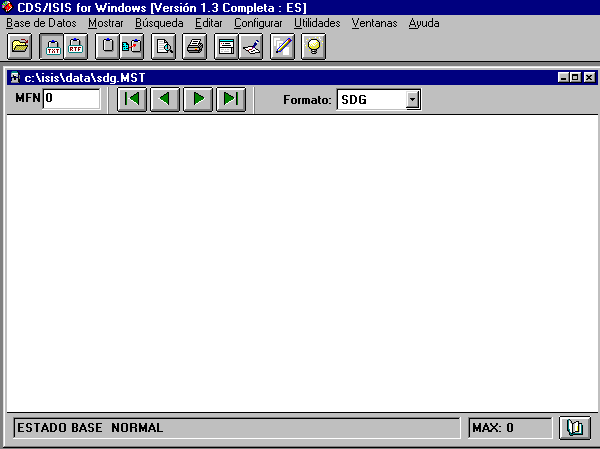 CDS/ISIS for Windows [Versión 1.3 Completa : ES]
Base de Datos Mostrar Búsqueda Editar Configurar Utilidades Ventanas Ayuda
TXT RTF
c:\isis\data\sdg.MST
MFN 0 Formato: SDG
ESTADO BASE NORMAL MAX: 0